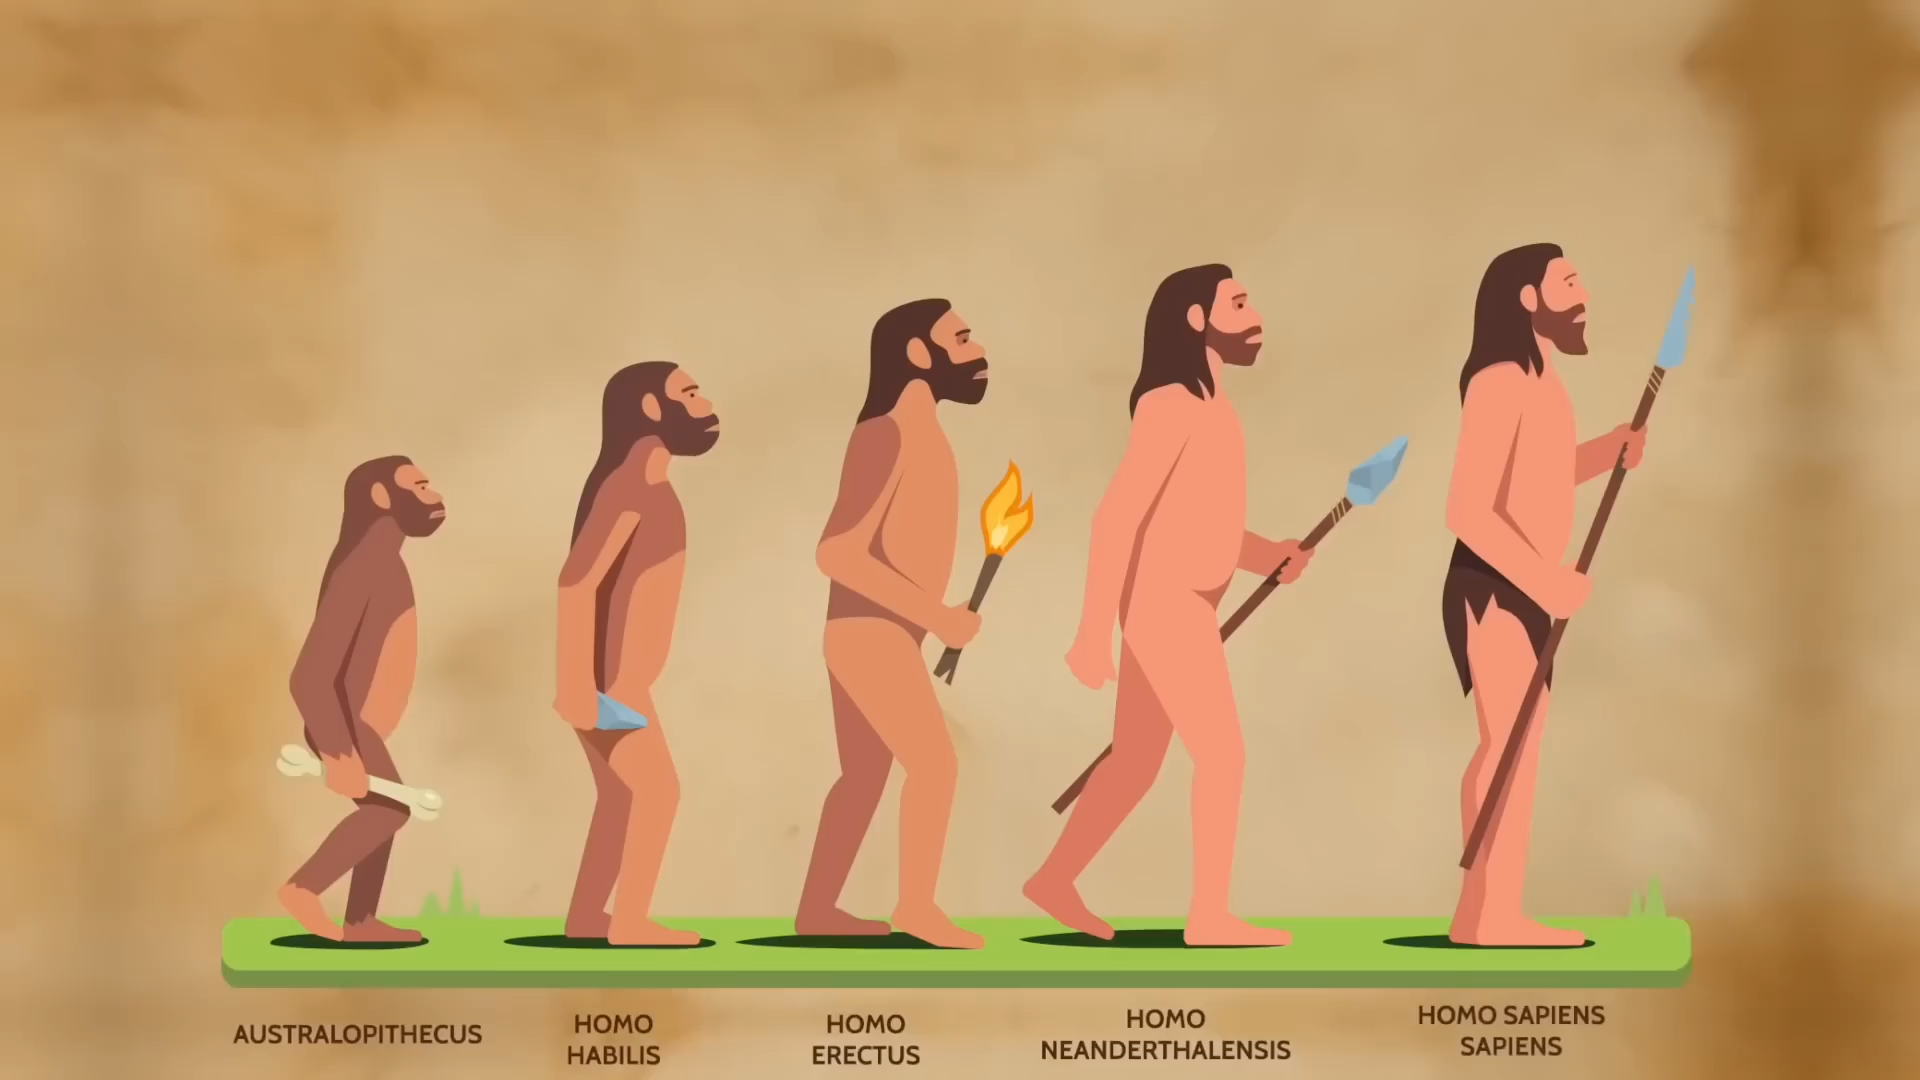 AUSTRALOPITHECUS
HOMO
HABILIS
HOMO
ERECTUS
HOMO
NEANDERTHALENSIS
HOMO SAPIENS
SAPIENS